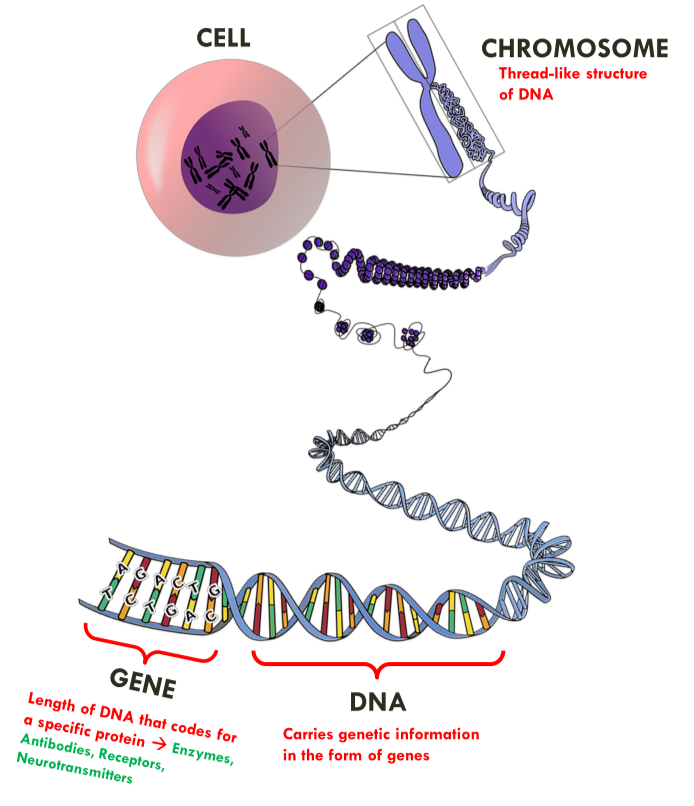 CELL
CHROMOSOME
Thread-like structure
of DNA
A G A C T G
T C T G A C
GENE
Length of DNA that codes for
a specific protein → Enzymes,
Antibodies, Receptors,
Neurotransmitters
DNA
Carries genetic information
in the form of genes